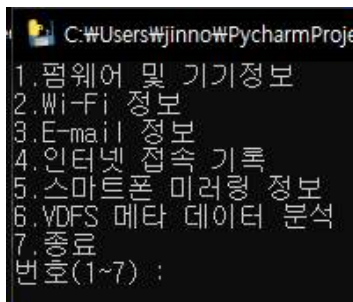 C:₩Users₩jinno₩PycharmProje
1.펌웨어 및 기기정보
2.Wi-Fi 정보
3.E-mail 정보
4.인터넷 접속 기록
5.스마트폰 미러링 정보
6.VDFS 메타 데이터 분석
7.종료
번호(1~7) :